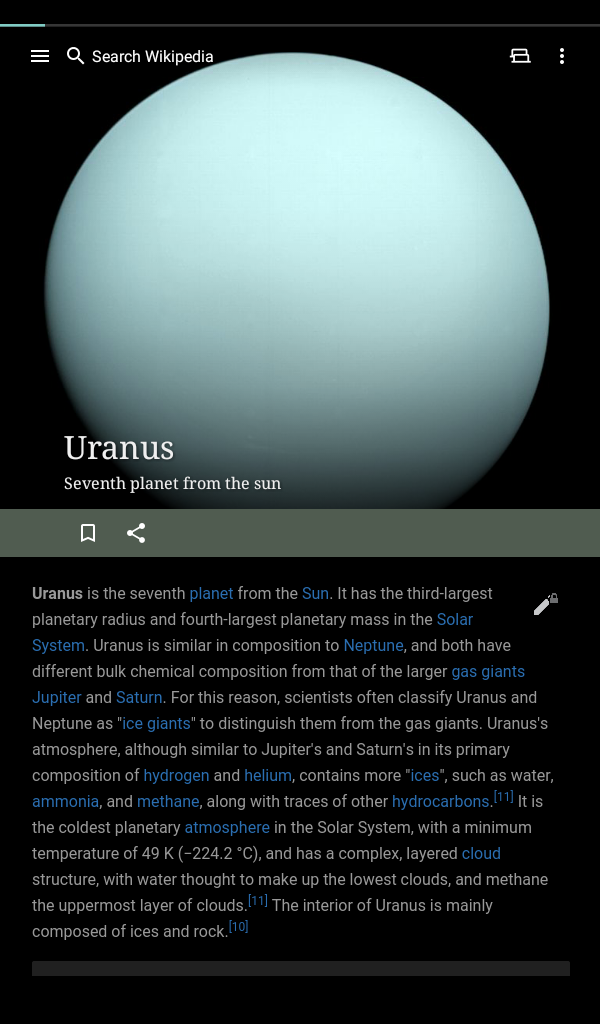 Search Wikipedia
Uranus
Seventh planet from the sun
Uranus is the seventh planet from the Sun. It has the third-largest
planetary radius and fourth-largest planetary mass in the Solar
System. Uranus is similar in composition to Neptune, and both have
different bulk chemical composition from that of the larger gas giants
Jupiter and Saturn. For this reason, scientists often classify Uranus and
Neptune as "ice giants" to distinguish them from the gas giants. Uranus's
atmosphere, although similar to Jupiter's and Saturn's in its primary
composition of hydrogen and helium, contains more "ices", such as water,
ammonia, and methane, along with traces of other hydrocarbons.[11] It is
the coldest planetary atmosphere in the Solar System, with a minimum
temperature of 49 K (−224.2 °C), and has a complex, layered cloud
structure, with water thought to make up the lowest clouds, and methane
the uppermost layer of clouds.[11] The interior of Uranus is mainly
composed of ices and rock.[10]